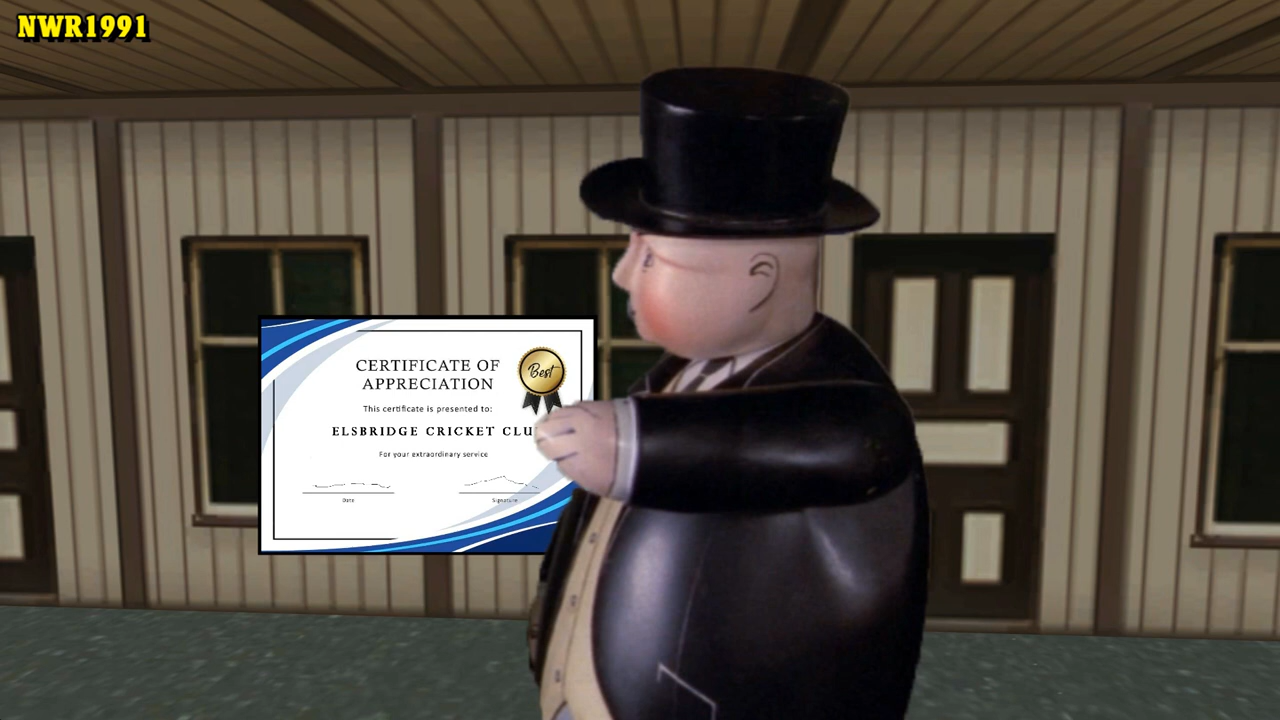 NWR1991
CERTIFICATE OF
APPRECIATION
Best
This certificate is presented to:
ELSBRIDGE CRICKET CLU
For your extraordinary service
Date
Signature